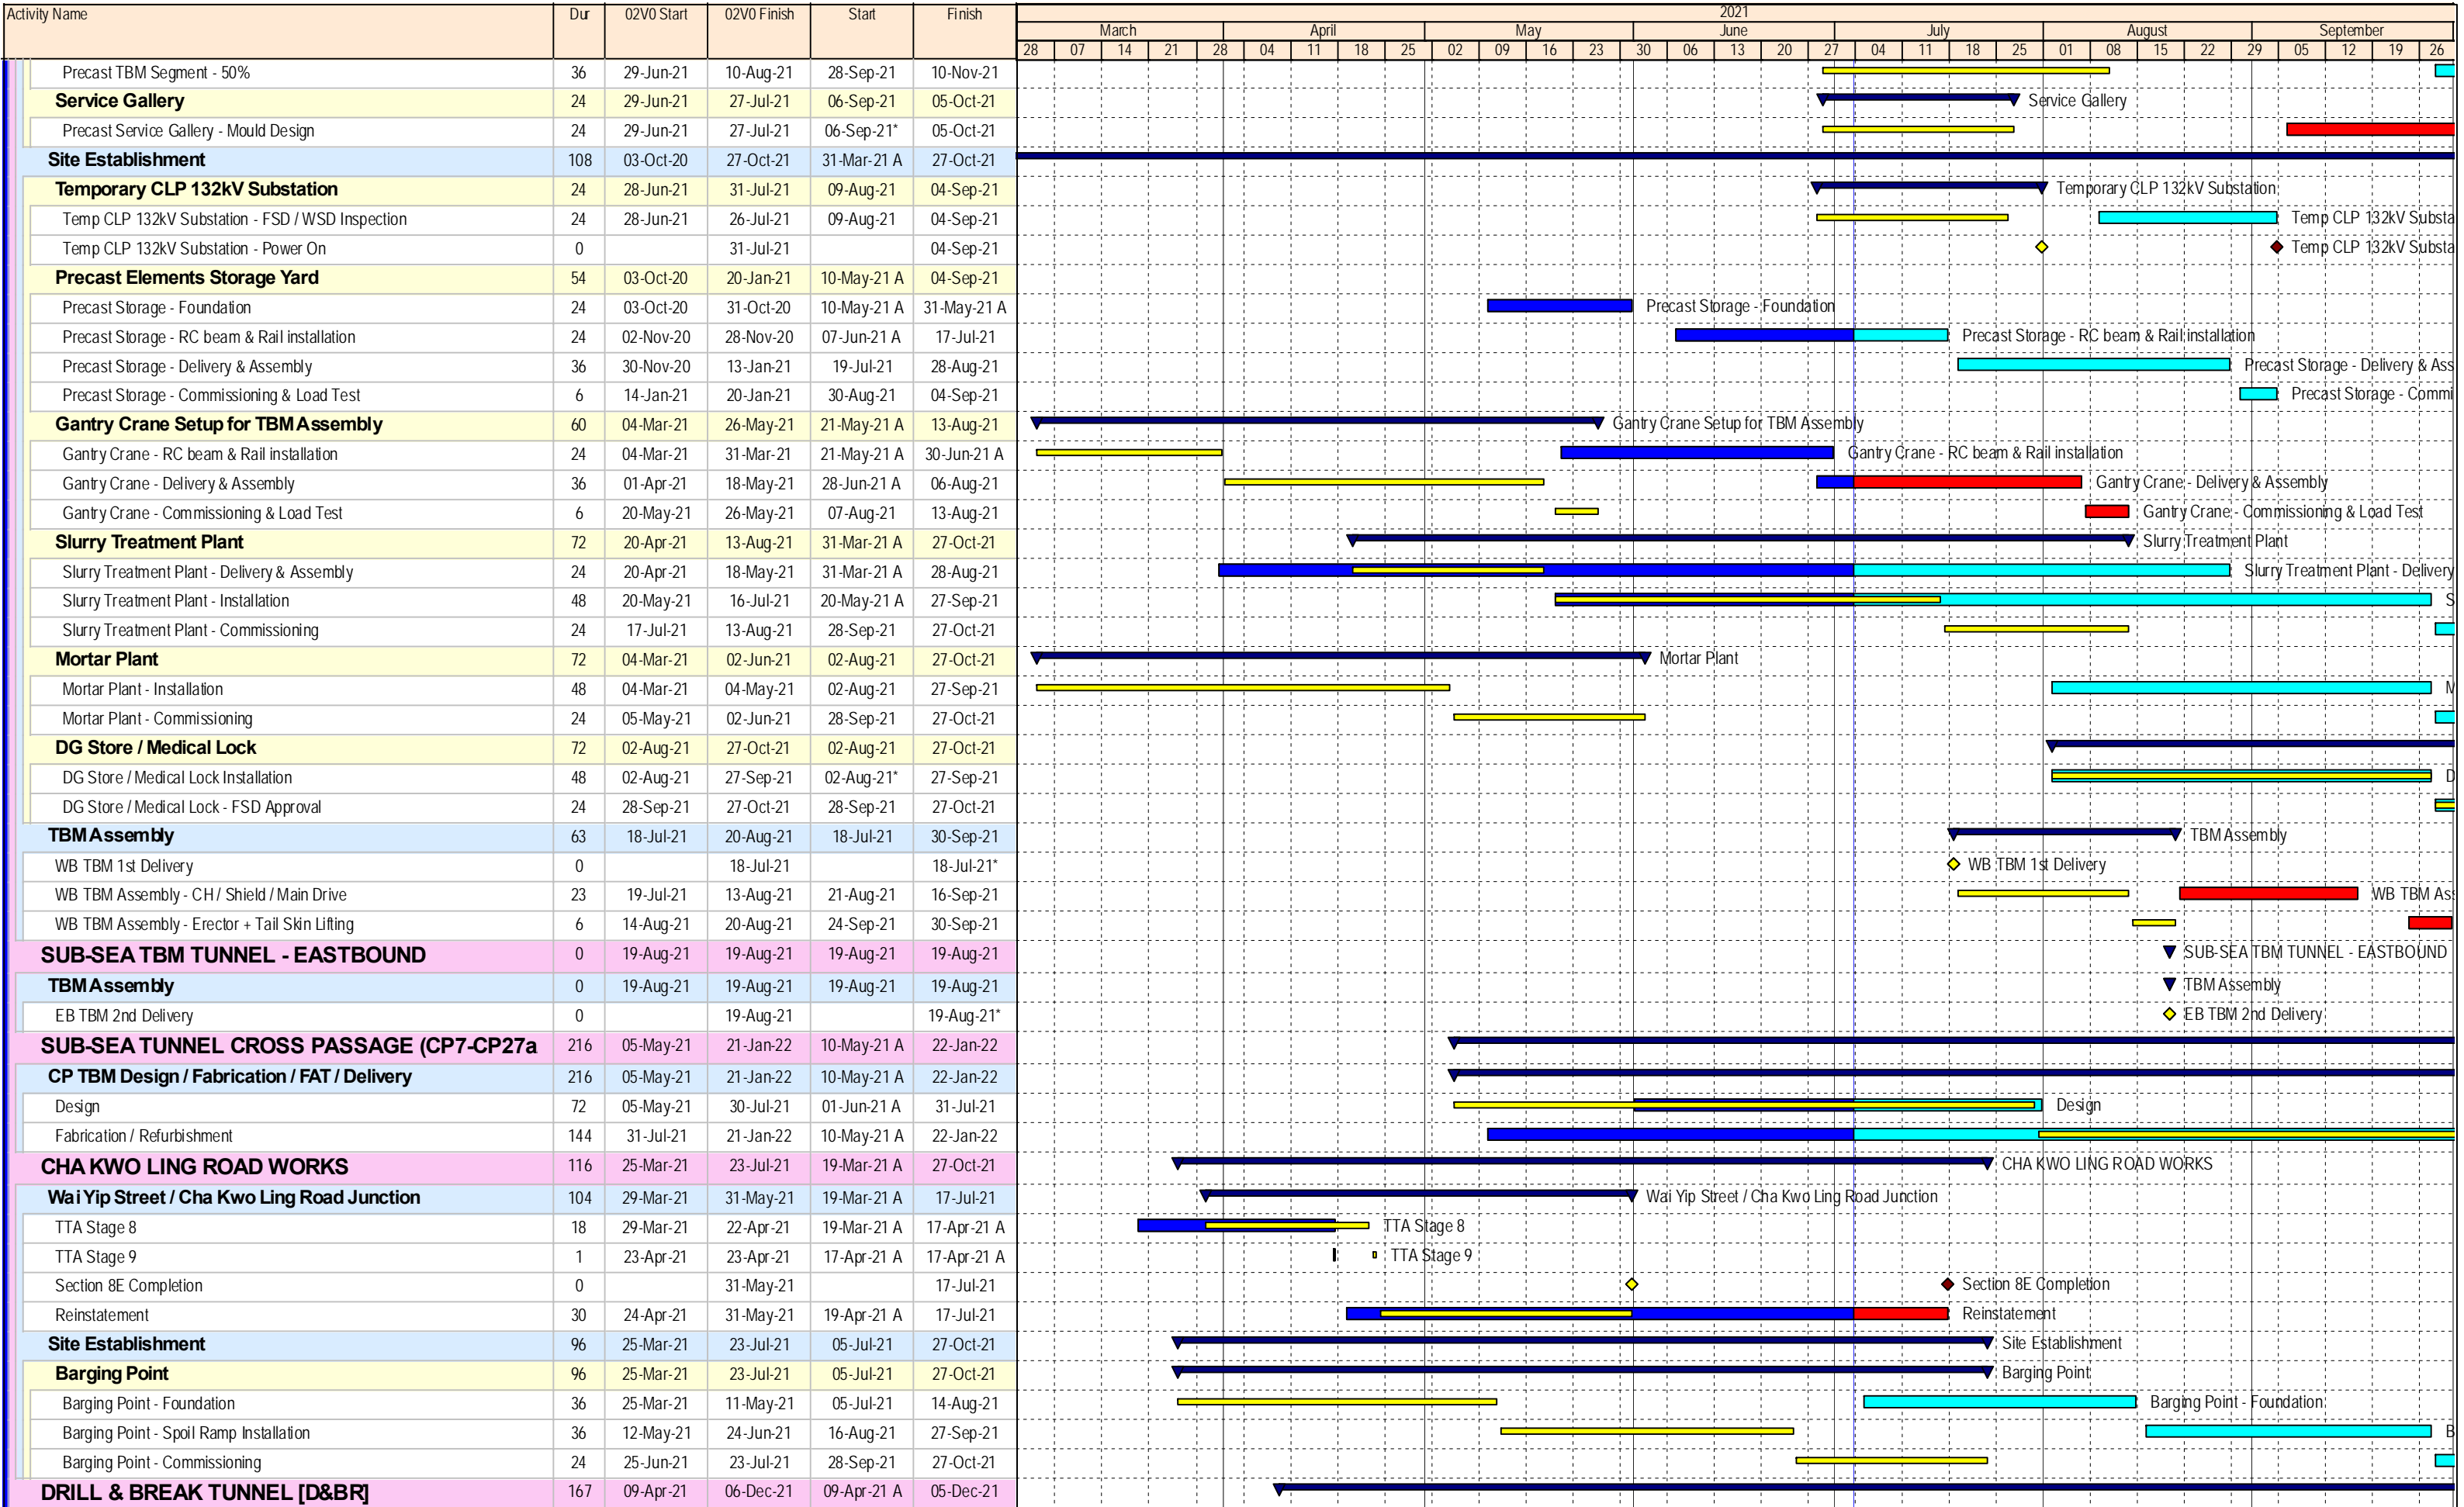 Activity Name Dur 02V0 Start 02V0 Finish Start Finish 2021
March April May June July August September
28 07 14 21 28 04 11 18 25 02 09 16 23 30 06 13 20 27 04 11 18 25 01 08 15 22 29 05 12 19 26
Precast TBM Segment - 50% 36 29-Jun-21 10-Aug-21 28-Sep-21 10-Nov-21
Service Gallery 24 29-Jun-21 27-Jul-21 06-Sep-21 05-Oct-21 Service Gallery
Precast Service Gallery - Mould Design 24 29-Jun-21 27-Jul-21 06-Sep-21* 05-Oct-21
Site Establishment 108 03-Oct-20 27-Oct-21 31-Mar-21 A 27-Oct-21
Temporary CLP 132kV Substation 24 28-Jun-21 31-Jul-21 09-Aug-21 04-Sep-21 Temporary CLP 132kV Substation
Temp CLP 132kV Substation - FSD / WSD Inspection 24 28-Jun-21 26-Jul-21 09-Aug-21 04-Sep-21 Temp CLP 132kV Substa
Temp CLP 132kV Substation - Power On 0 31-Jul-21 04-Sep-21 Temp CLP 132kV Substa
Precast Elements Storage Yard 54 03-Oct-20 20-Jan-21 10-May-21 A 04-Sep-21
Precast Storage - Foundation 24 03-Oct-20 31-Oct-20 10-May-21 A 31-May-21 A Precast Storage - Foundation
Precast Storage - RC beam & Rail installation 24 02-Nov-20 28-Nov-20 07-Jun-21 A 17-Jul-21 Precast Storage - RC beam & Rail installation
Precast Storage - Delivery & Assembly 36 30-Nov-20 13-Jan-21 19-Jul-21 28-Aug-21 Precast Storage - Delivery & Ass
Precast Storage - Commissioning & Load Test 6 14-Jan-21 20-Jan-21 30-Aug-21 04-Sep-21 Precast Storage - Commi
Gantry Crane Setup for TBM Assembly 60 04-Mar-21 26-May-21 21-May-21 A 13-Aug-21 Gantry Crane Setup for TBM Assembly
Gantry Crane - RC beam & Rail installation 24 04-Mar-21 31-Mar-21 21-May-21 A 30-Jun-21 A Gantry Crane - RC beam & Rail installation
Gantry Crane - Delivery & Assembly 36 01-Apr-21 18-May-21 28-Jun-21 A 06-Aug-21 Gantry Crane - Delivery & Assembly
Gantry Crane - Commissioning & Load Test 6 20-May-21 26-May-21 07-Aug-21 13-Aug-21 Gantry Crane - Commissioning & Load Test
Slurry Treatment Plant 72 20-Apr-21 13-Aug-21 31-Mar-21 A 27-Oct-21 Slurry Treatment Plant
Slurry Treatment Plant - Delivery & Assembly 24 20-Apr-21 18-May-21 31-Mar-21 A 28-Aug-21 Slurry Treatment Plant - Delivery
Slurry Treatment Plant - Installation 48 20-May-21 16-Jul-21 20-May-21 A 27-Sep-21 S
Slurry Treatment Plant - Commissioning 24 17-Jul-21 13-Aug-21 28-Sep-21 27-Oct-21
Mortar Plant 72 04-Mar-21 02-Jun-21 02-Aug-21 27-Oct-21 Mortar Plant
Mortar Plant - Installation 48 04-Mar-21 04-May-21 02-Aug-21 27-Sep-21 M
Mortar Plant - Commissioning 24 05-May-21 02-Jun-21 28-Sep-21 27-Oct-21
DG Store / Medical Lock 72 02-Aug-21 27-Oct-21 02-Aug-21 27-Oct-21
DG Store / Medical Lock Installation 48 02-Aug-21 27-Sep-21 02-Aug-21* 27-Sep-21 D
DG Store / Medical Lock - FSD Approval 24 28-Sep-21 27-Oct-21 28-Sep-21 27-Oct-21
TBM Assembly 63 18-Jul-21 20-Aug-21 18-Jul-21 30-Sep-21 TBM Assembly
WB TBM 1st Delivery 0 18-Jul-21 18-Jul-21* WB TBM 1st Delivery
WB TBM Assembly - CH / Shield / Main Drive 23 19-Jul-21 13-Aug-21 21-Aug-21 16-Sep-21 WB TBM Ass
WB TBM Assembly - Erector + Tail Skin Lifting 6 14-Aug-21 20-Aug-21 24-Sep-21 30-Sep-21
SUB-SEA TBM TUNNEL - EASTBOUND 0 19-Aug-21 19-Aug-21 19-Aug-21 19-Aug-21 SUB-SEA TBM TUNNEL - EASTBOUND
TBM Assembly 0 19-Aug-21 19-Aug-21 19-Aug-21 19-Aug-21 TBM Assembly
EB TBM 2nd Delivery 0 19-Aug-21 19-Aug-21* EB TBM 2nd Delivery
SUB-SEA TUNNEL CROSS PASSAGE (CP7-CP27a 216 05-May-21 21-Jan-22 10-May-21 A 22-Jan-22
CP TBM Design / Fabrication / FAT / Delivery 216 05-May-21 21-Jan-22 10-May-21 A 22-Jan-22
Design 72 05-May-21 30-Jul-21 01-Jun-21 A 31-Jul-21 Design
Fabrication / Refurbishment 144 31-Jul-21 21-Jan-22 10-May-21 A 22-Jan-22
CHA KWO LING ROAD WORKS 116 25-Mar-21 23-Jul-21 19-Mar-21 A 27-Oct-21 CHA KWO LING ROAD WORKS
Wai Yip Street / Cha Kwo Ling Road Junction 104 29-Mar-21 31-May-21 19-Mar-21 A 17-Jul-21 Wai Yip Street / Cha Kwo Ling Road Junction
TTA Stage 8 18 29-Mar-21 22-Apr-21 19-Mar-21 A 17-Apr-21 A TTA Stage 8
TTA Stage 9 1 23-Apr-21 23-Apr-21 17-Apr-21 A 17-Apr-21 A TTA Stage 9
Section 8E Completion 0 31-May-21 17-Jul-21 Section 8E Completion
Reinstatement 30 24-Apr-21 31-May-21 19-Apr-21 A 17-Jul-21 Reinstatement
Site Establishment 96 25-Mar-21 23-Jul-21 05-Jul-21 27-Oct-21 Site Establishment
Barging Point 96 25-Mar-21 23-Jul-21 05-Jul-21 27-Oct-21 Barging Point
Barging Point - Foundation 36 25-Mar-21 11-May-21 05-Jul-21 14-Aug-21 Barging Point - Foundation
Barging Point - Spoil Ramp Installation 36 12-May-21 24-Jun-21 16-Aug-21 27-Sep-21 B
Barging Point - Commissioning 24 25-Jun-21 23-Jul-21 28-Sep-21 27-Oct-21
DRILL & BREAK TUNNEL [D&BR] 167 09-Apr-21 06-Dec-21 09-Apr-21 A 05-Dec-21